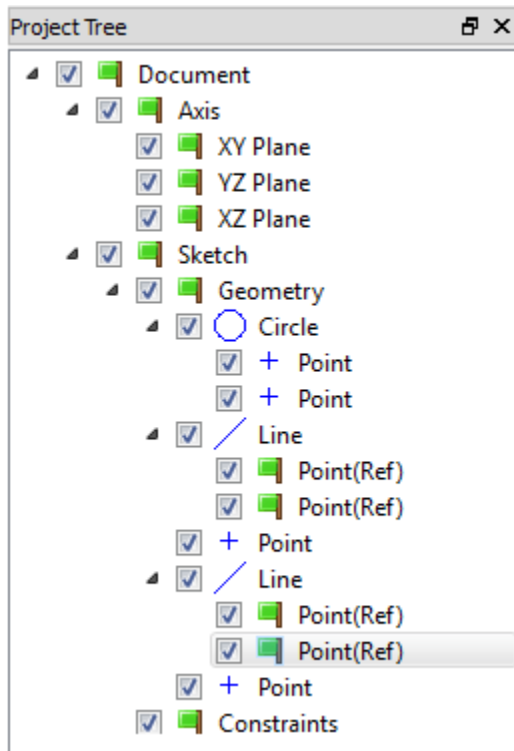 Project Tree
Document
Axis
XY Plane
YZ Plane
XZ Plane
Sketch
Geometry
Circle
Point
Point
Line
Point(Ref)
Point(Ref)
Point
Line
Point(Ref)
Point(Ref)
Point
Constraints